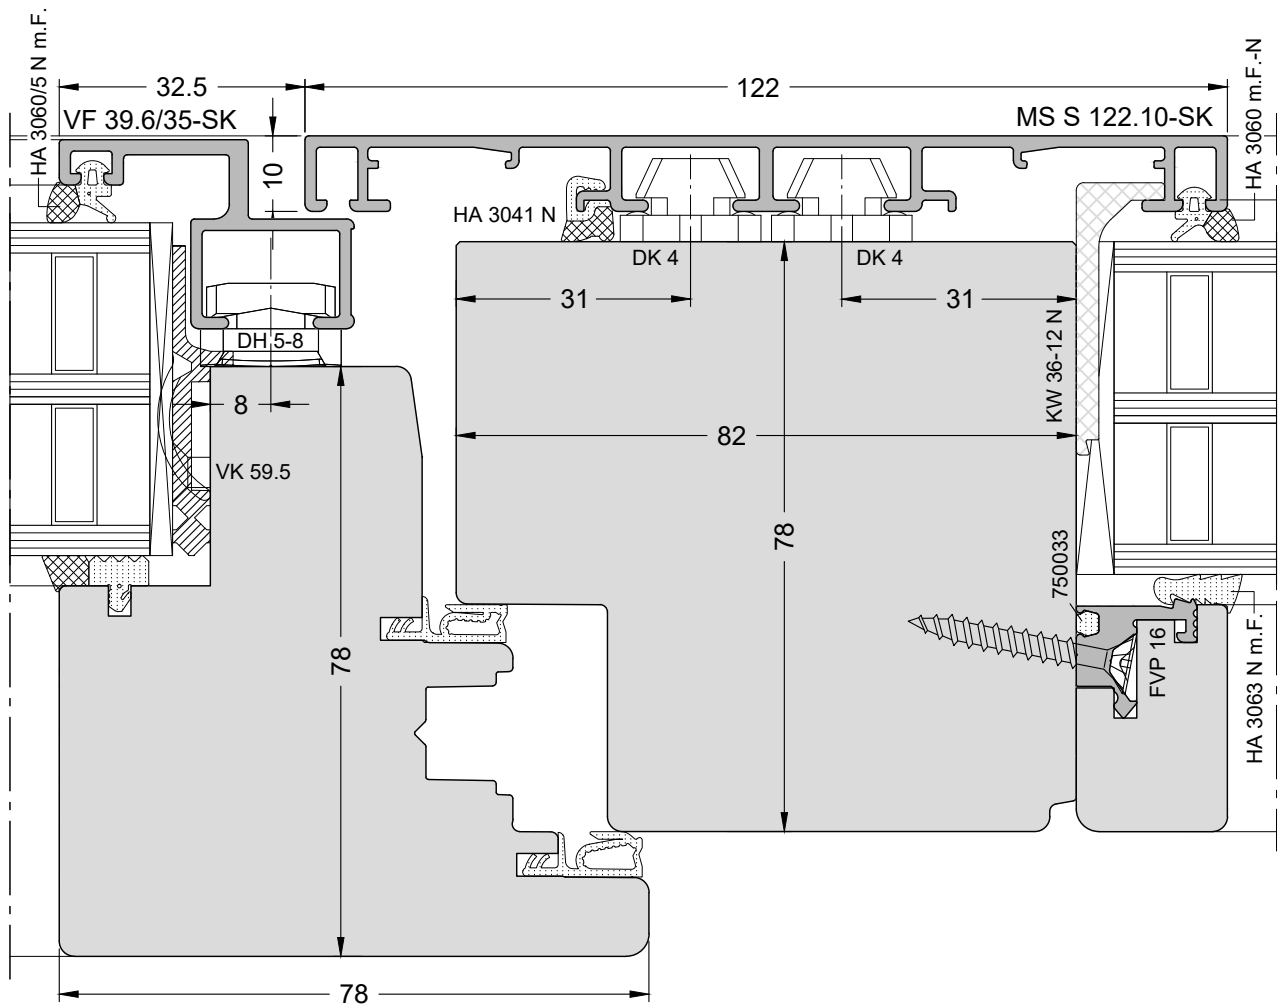 HA 3060/5 N m.F.
32.5
122
HA 3060 m.F.-N
VF 39.6/35-SK
MS S 122.10-SK
10
HA 3041 N
DK 4
DK 4
31
31
DH 5-8
KW 36-12 N
8
82
VK 59.5
78
750033
78
FVP 16
HA 3063 N m.F.
78